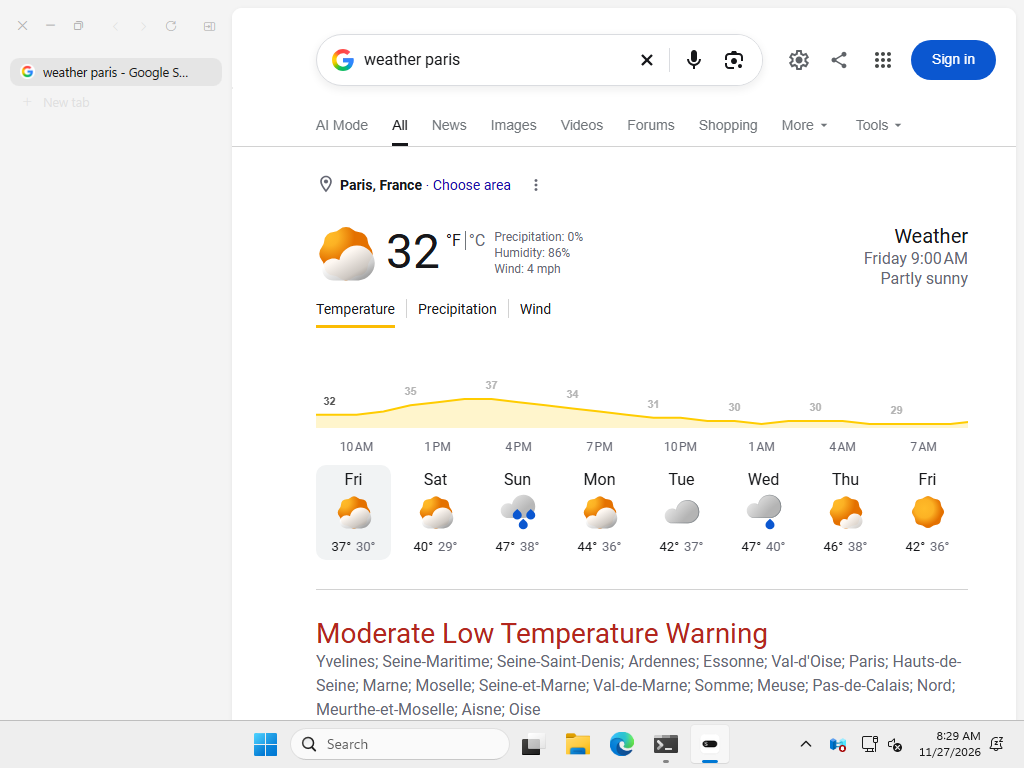 weather paris - Google S...
New tab
weather paris
Sign in
AI Mode All News Images Videos Forums Shopping More Tools
Paris, France · Choose area
32 °F|°C
Precipitation: 0%
Humidity: 86%
Wind: 4 mph
Weather
Friday 9:00 AM
Partly sunny
Temperature Precipitation Wind
32 35 37 34 31 30 30 29
10 AM 1 PM 4 PM 7 PM 10 PM 1 AM 4 AM 7 AM
Fri Sat Sun Mon Tue Wed Thu Fri
37° 30° 40° 29° 47° 38° 44° 36° 42° 37° 47° 40° 46° 38° 42° 36°
Moderate Low Temperature Warning
Yvelines; Seine-Maritime; Seine-Saint-Denis; Ardennes; Essonne; Val-d'Oise; Paris; Hauts-de-
Seine; Marne; Moselle; Seine-et-Marne; Val-de-Marne; Somme; Meuse; Pas-de-Calais; Nord;
Meurthe-et-Moselle; Aisne; Oise
Search
8:29 AM
11/27/2026